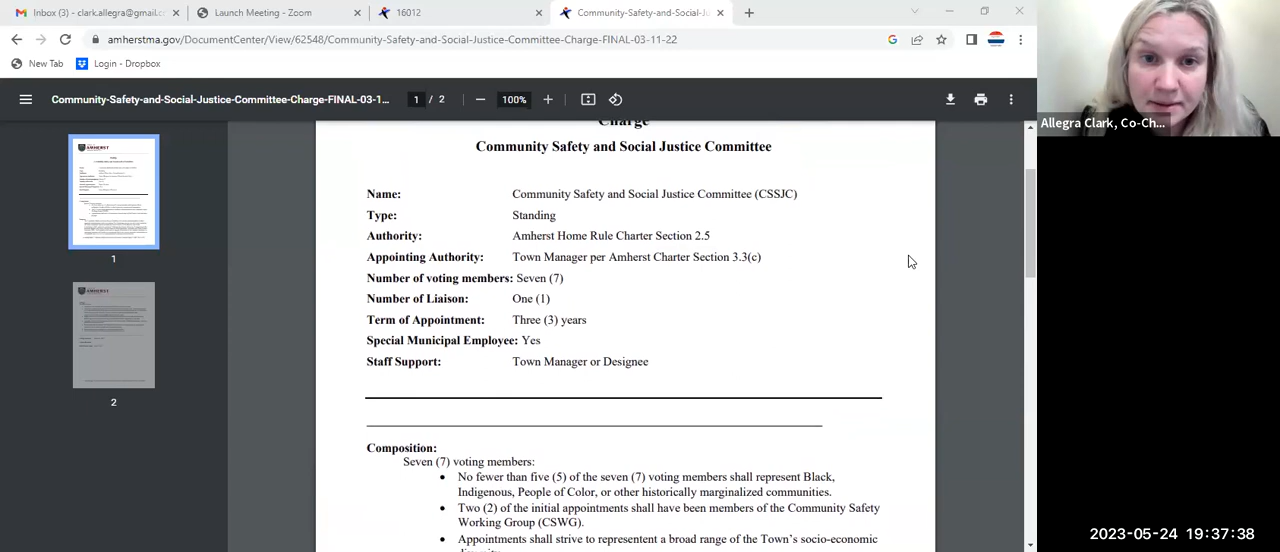 Inbox (3) - clark.allegra@gmail.co
Launch Meeting - Zoom
16012
Community-Safety-and-Social-Ju
amherstma.gov/DocumentCenter/View/62548/Community-Safety-and-Social-Justice-Committee-Charge-FINAL-03-11-22
New Tab
Login - Dropbox
Community-Safety-and-Social-Justice-Committee-Charge-FINAL-03-1...
1 / 2
100%
Allegra Clark, Co-Ch...
1
2
Charge
Community Safety and Social Justice Committee
Name: Community Safety and Social Justice Committee (CSSJC)
Type: Standing
Authority: Amherst Home Rule Charter Section 2.5
Appointing Authority: Town Manager per Amherst Charter Section 3.3(c)
Number of voting members: Seven (7)
Number of Liaison: One (1)
Term of Appointment: Three (3) years
Special Municipal Employee: Yes
Staff Support: Town Manager or Designee
Composition:
Seven (7) voting members:
• No fewer than five (5) of the seven (7) voting members shall represent Black,
Indigenous, People of Color, or other historically marginalized communities.
• Two (2) of the initial appointments shall have been members of the Community Safety
Working Group (CSWG).
• Appointments shall strive to represent a broad range of the Town's socio-economic
2023-05-24 19:37:38